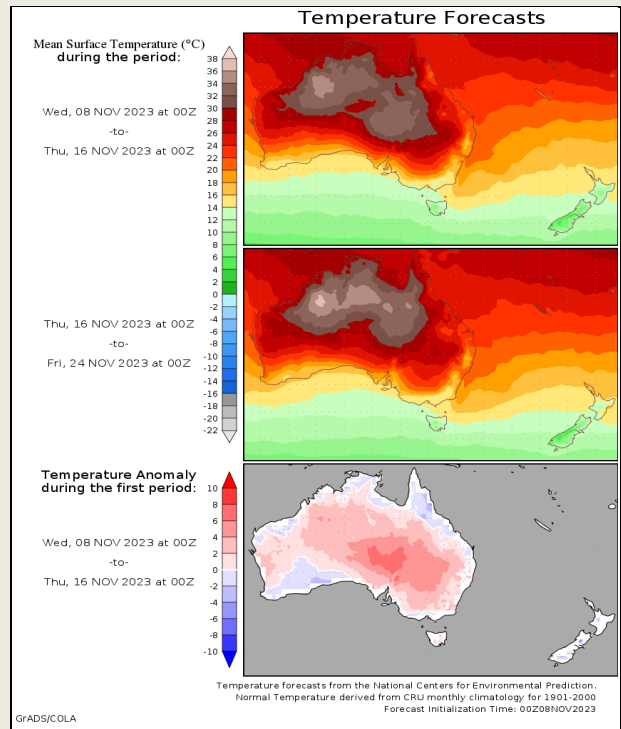 Temperature Forecasts
Mean Surface Temperature (°C)
during the period:
38
36
34
32
30
28
26
24
22
20
18
16
14
12
10
8
6
4
2
0
-2
-4
-6
-8
-10
-12
-14
-16
-18
-20
-22
Wed, 08 NOV 2023 at 00Z
-to-
Thu, 16 NOV 2023 at 00Z
Thu, 16 NOV 2023 at 00Z
-to-
Fri, 24 NOV 2023 at 00Z
Temperature Anomaly
during the first period:
10
8
6
4
2
0
-2
-4
-6
-8
-10
Wed, 08 NOV 2023 at 00Z
-to-
Thu, 16 NOV 2023 at 00Z
Temperature forecasts from the National Centers for Environmental Prediction.
Normal Temperature derived from CRU monthly climatology for 1901-2000
Forecast Initialization Time: 00Z08NOV2023
GrADS/COLA